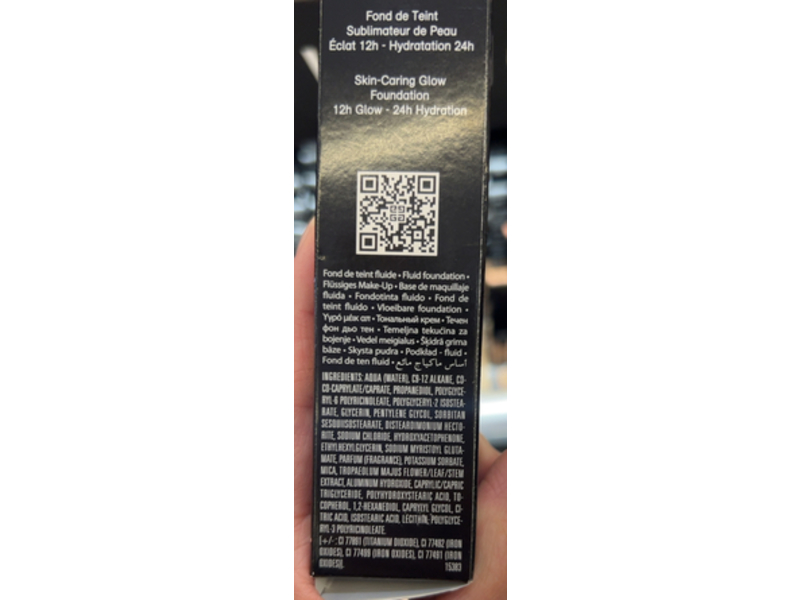 Fond de Teint
Sublimateur de Peau
Éclat 12h - Hydratation 24h
Skin-Caring Glow
Foundation
12h Glow - 24h Hydration
Fond de teint fluide • Fluid foundation •
Flüssiges Make-Up • Base de maquillaje
fluida • Fondotinta fluido • Fond de
teint fluido • Vloeibare foundation •
Υγρό μέικ απ • Тональный крем • Течен
фон дьо тен • Temeljna tekućina za
bojenje • Vedel meigialus • Šķidrā grima
bāze • Skysta pudra • Podkład - fluid •
Fond de ten fluid • أساس ماكياج مائع
INGREDIENTS: AQUA (WATER), C9-12 ALKANE, CO-
CO-CAPRYLATE/CAPRATE, PROPANEDIOL, POLYGLYCE-
RYL-6 POLYRICINOLEATE, POLYGLYCERYL-2 ISOSTEA-
RATE, GLYCERIN, PENTYLENE GLYCOL, SORBITAN
SESQUIISOSTEARATE, DISTEARDIMONIUM HECTO-
RITE, SODIUM CHLORIDE, HYDROXYACETOPHENONE,
ETHYLHEXYLGLYCERIN, SODIUM MYRISTOYL GLUTA-
MATE, PARFUM (FRAGRANCE), POTASSIUM SORBATE,
MICA, TROPAEOLUM MAJUS FLOWER/LEAF/STEM
EXTRACT, ALUMINUM HYDROXIDE, CAPRYLIC/CAPRIC
TRIGLYCERIDE, POLYHYDROXYSTEARIC ACID, TO-
COPHEROL, 1,2-HEXANEDIOL, CAPRYLYL GLYCOL, CI-
TRIC ACID, ISOSTEARIC ACID, LECITHIN, POLYGLYCE-
RYL-3 POLYRICINOLEATE.
[+/-: CI 77891 (TITANIUM DIOXIDE), CI 77492 (IRON
OXIDES), CI 77499 (IRON OXIDES), CI 77491 (IRON
OXIDES)]. 15383